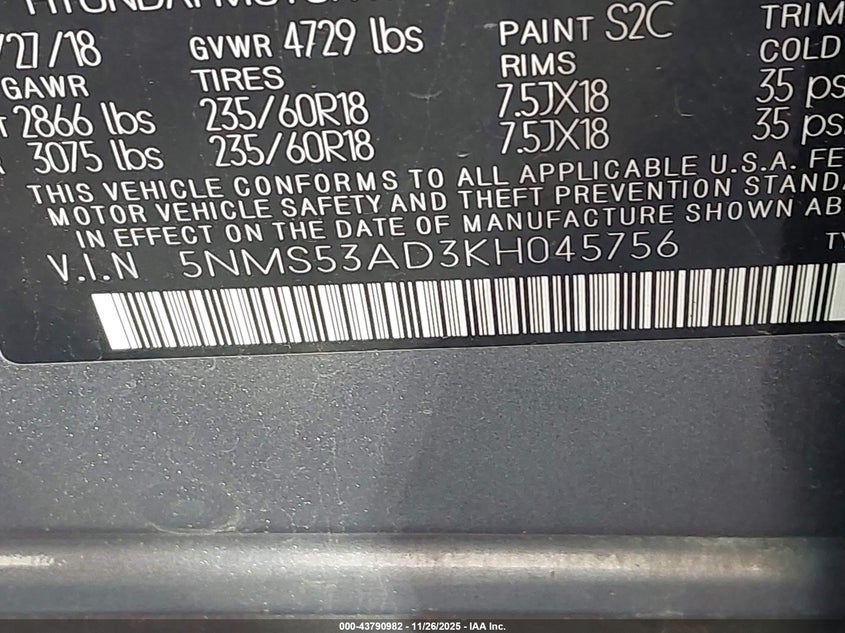 HYUNDAI MOTOR
/27/18 GVWR 4729 lbs PAINT S2C TRIM
GAWR TIRES RIMS COLD
2866 lbs 235/60R18 7.5JX18 35 ps
3075 lbs 235/60R18 7.5JX18 35 ps
THIS VEHICLE CONFORMS TO ALL APPLICABLE U.S.A. FE
MOTOR VEHICLE SAFETY AND THEFT PREVENTION STANDA
IN EFFECT ON THE DATE OF MANUFACTURE SHOWN AB
V.I.N 5NMS53AD3KH045756 TY
000-43790982 - 11/26/2025 - IAA Inc.